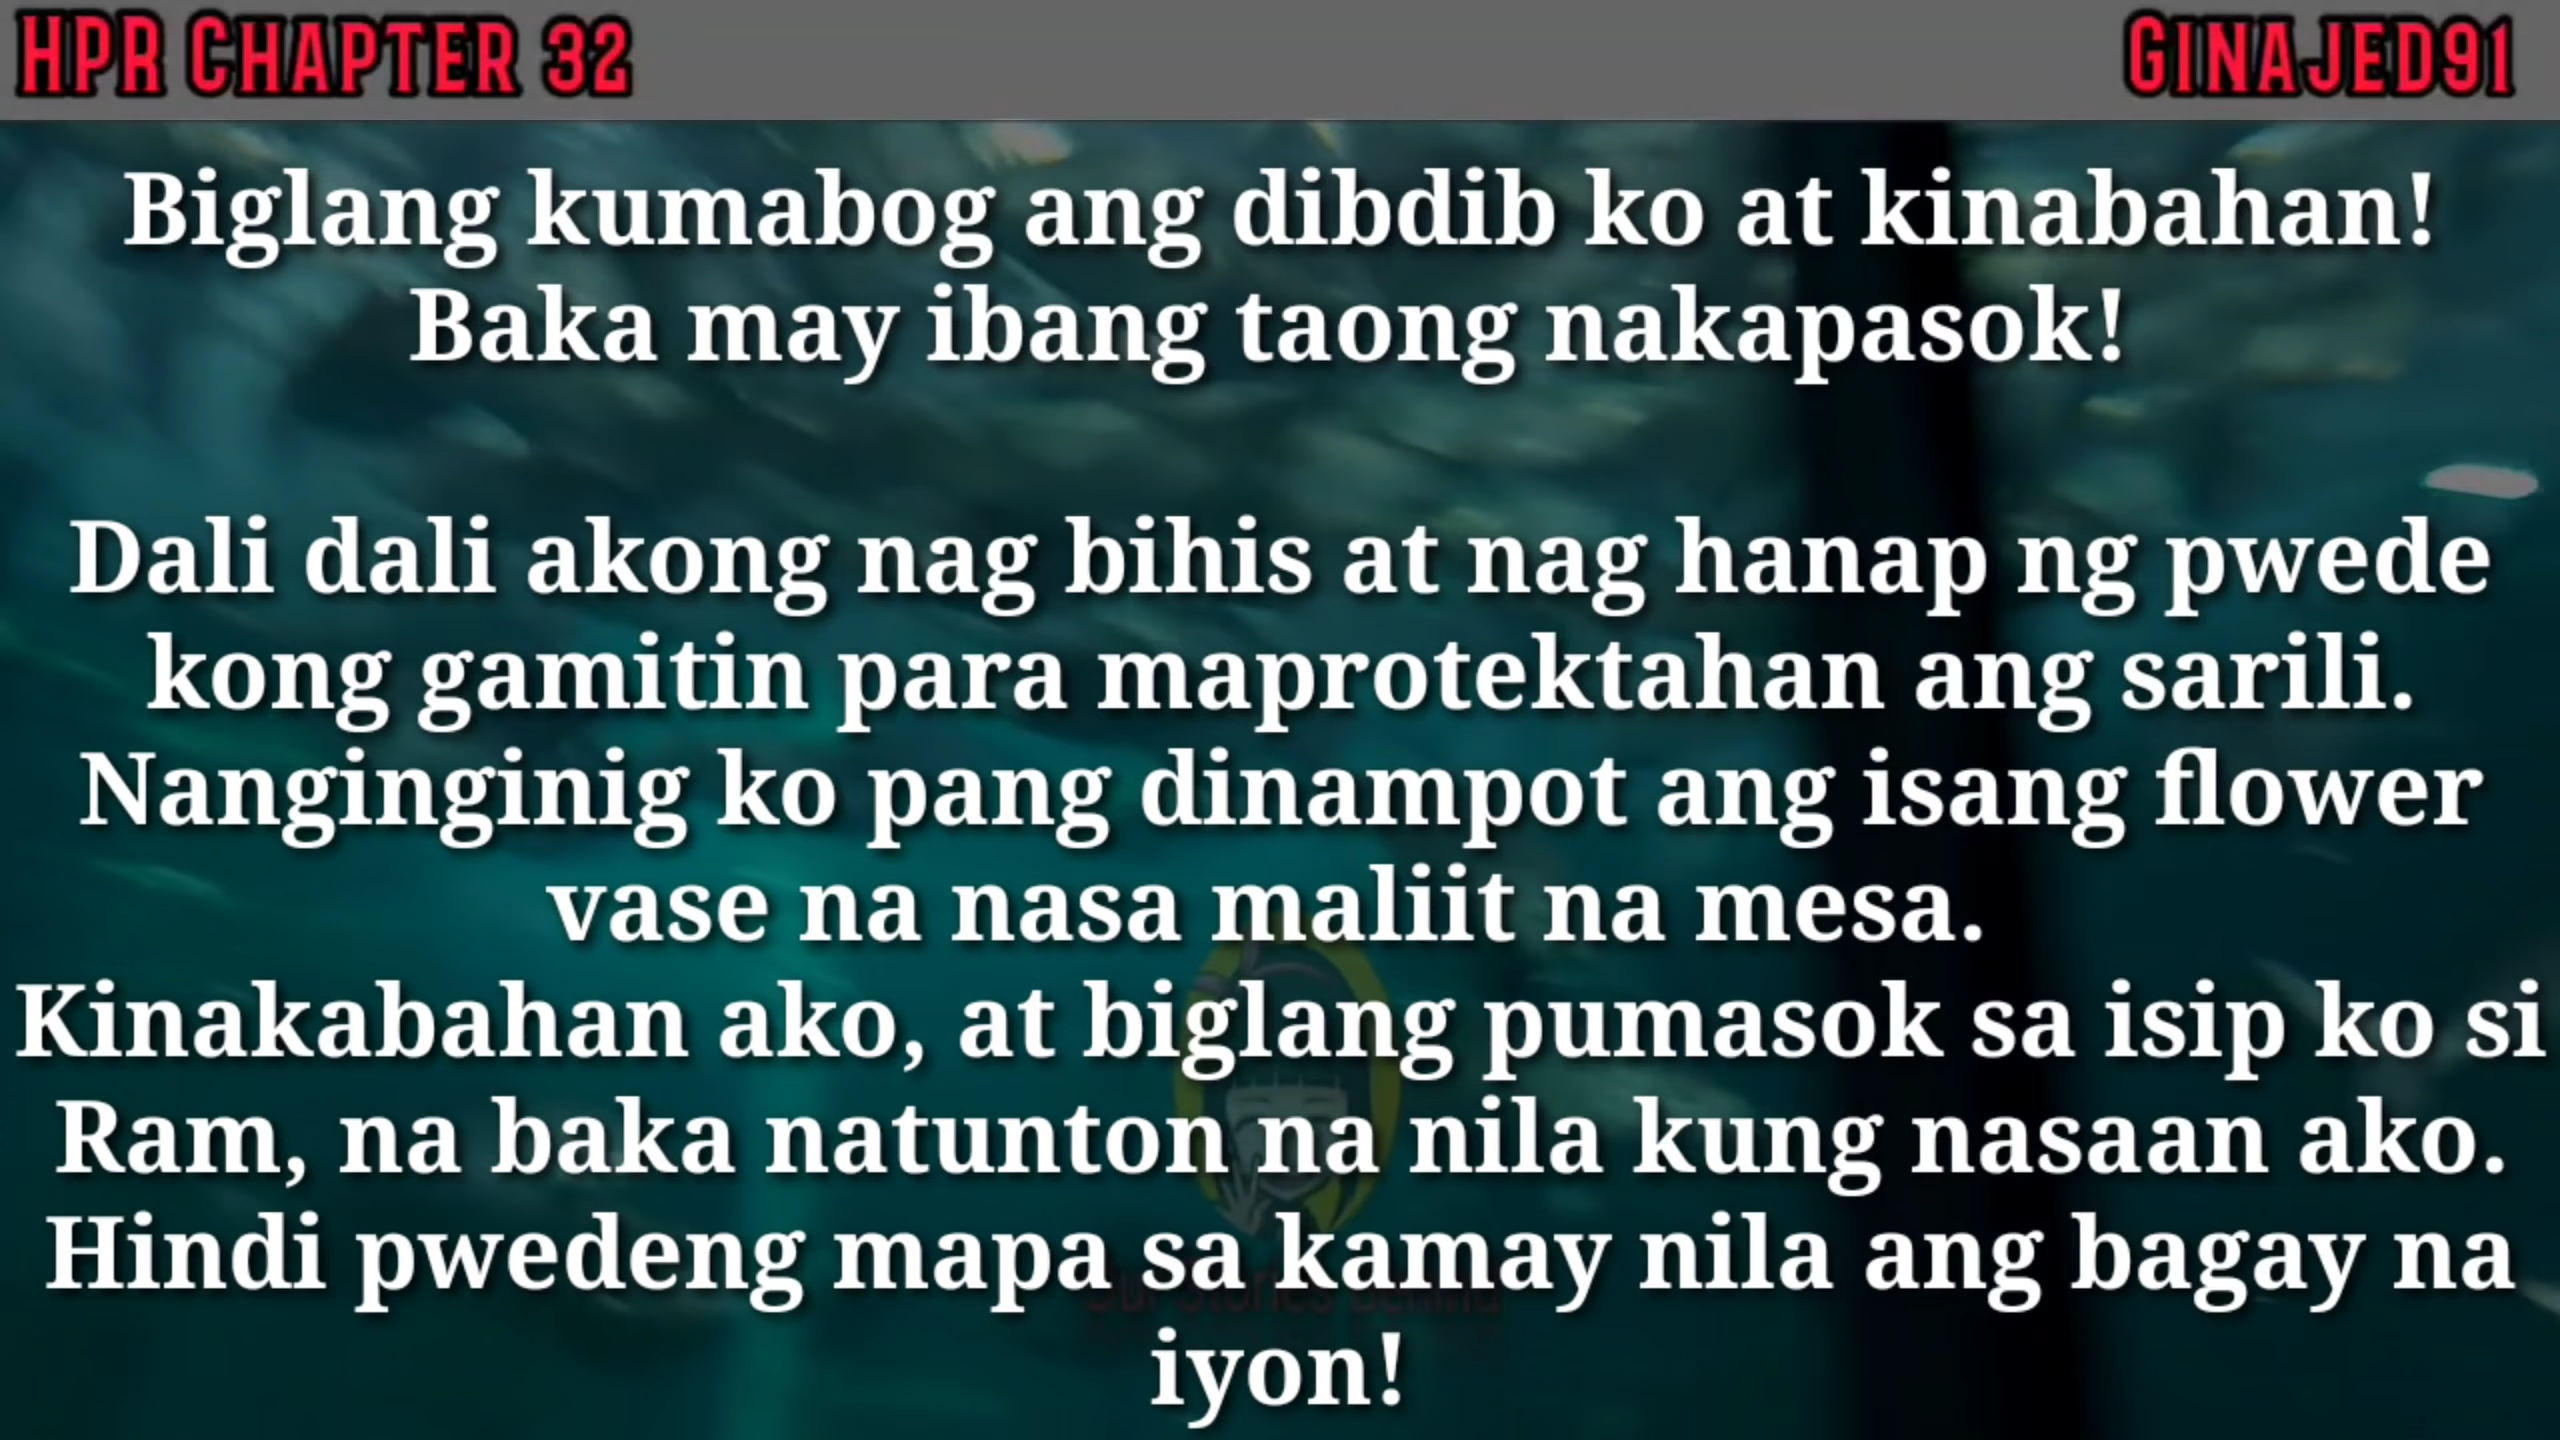 HPR CHAPTER 32
GINAJED91
Biglang kumabog ang dibdib ko at kinabahan!
Baka may ibang taong nakapasok!
Dali dali akong nag bihis at nag hanap ng pwede
kong gamitin para maprotektahan ang sarili.
Nanginginig ko pang dinampot ang isang flower
vase na nasa maliit na mesa.
Kinakabahan ako, at biglang pumasok sa isip ko si
Ram, na baka natunton na nila kung nasaan ako.
Hindi pwedeng mapa sa kamay nila ang bagay na
iyon!